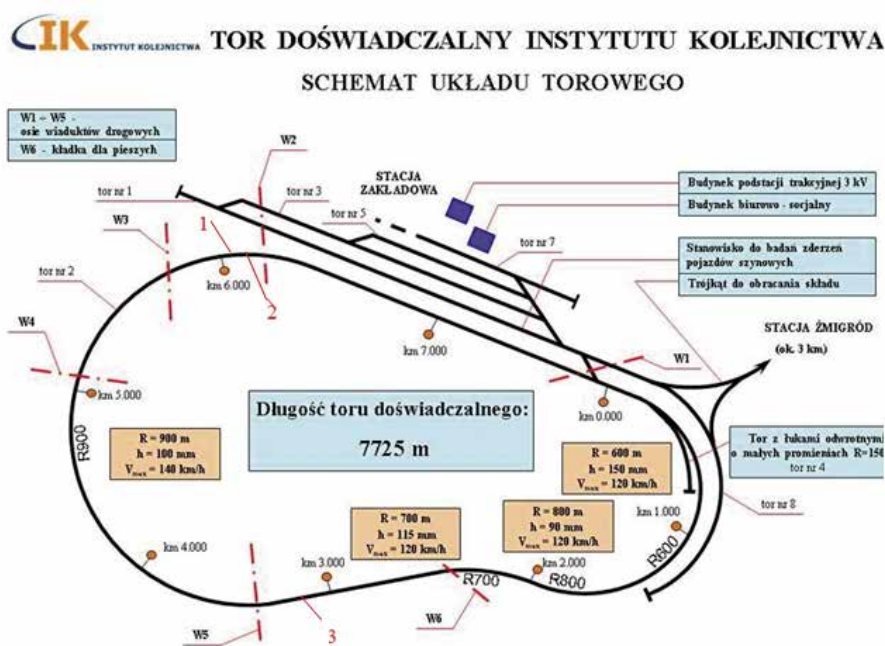 IK INSTYTUT KOLEJNICTWA
TOR DOŚWIADCZALNY INSTYTUTU KOLEJNICTWA
SCHEMAT UKŁADU TOROWEGO
W1 ÷ W5 -
osie wiaduktów drogowych
W6 - kładka dla pieszych
W2
STACJA
ZAKŁADOWA
Budynek podstacji trakcyjnej 3 kV
Budynek biurowo - socjalny
tor nr 1
tor nr 3
tor nr 5
tor nr 7
W3
1
Stanowisko do badań zderzeń
pojazdów szynowych
Trójkąt do obracania składu
tor nr 2
km 6.000
2
W4
km 7.000
W1
STACJA ŻMIGRÓD
(ok. 3 km)
km 5.000
km 0.000
Długość toru doświadczalnego:
7725 m
R900
R = 900 m
h = 100 mm
Vmax = 140 km/h
R = 600 m
h = 150 mm
Vmax = 120 km/h
Tor z łukami odwrotnymi
o małych promieniach R=150
tor nr 4
tor nr 8
R = 700 m
h = 115 mm
Vmax = 120 km/h
R = 800 m
h = 90 mm
Vmax = 120 km/h
km 1.000
R600
km 4.000
km 3.000
km 2.000
R700
R800
W5
3
W6